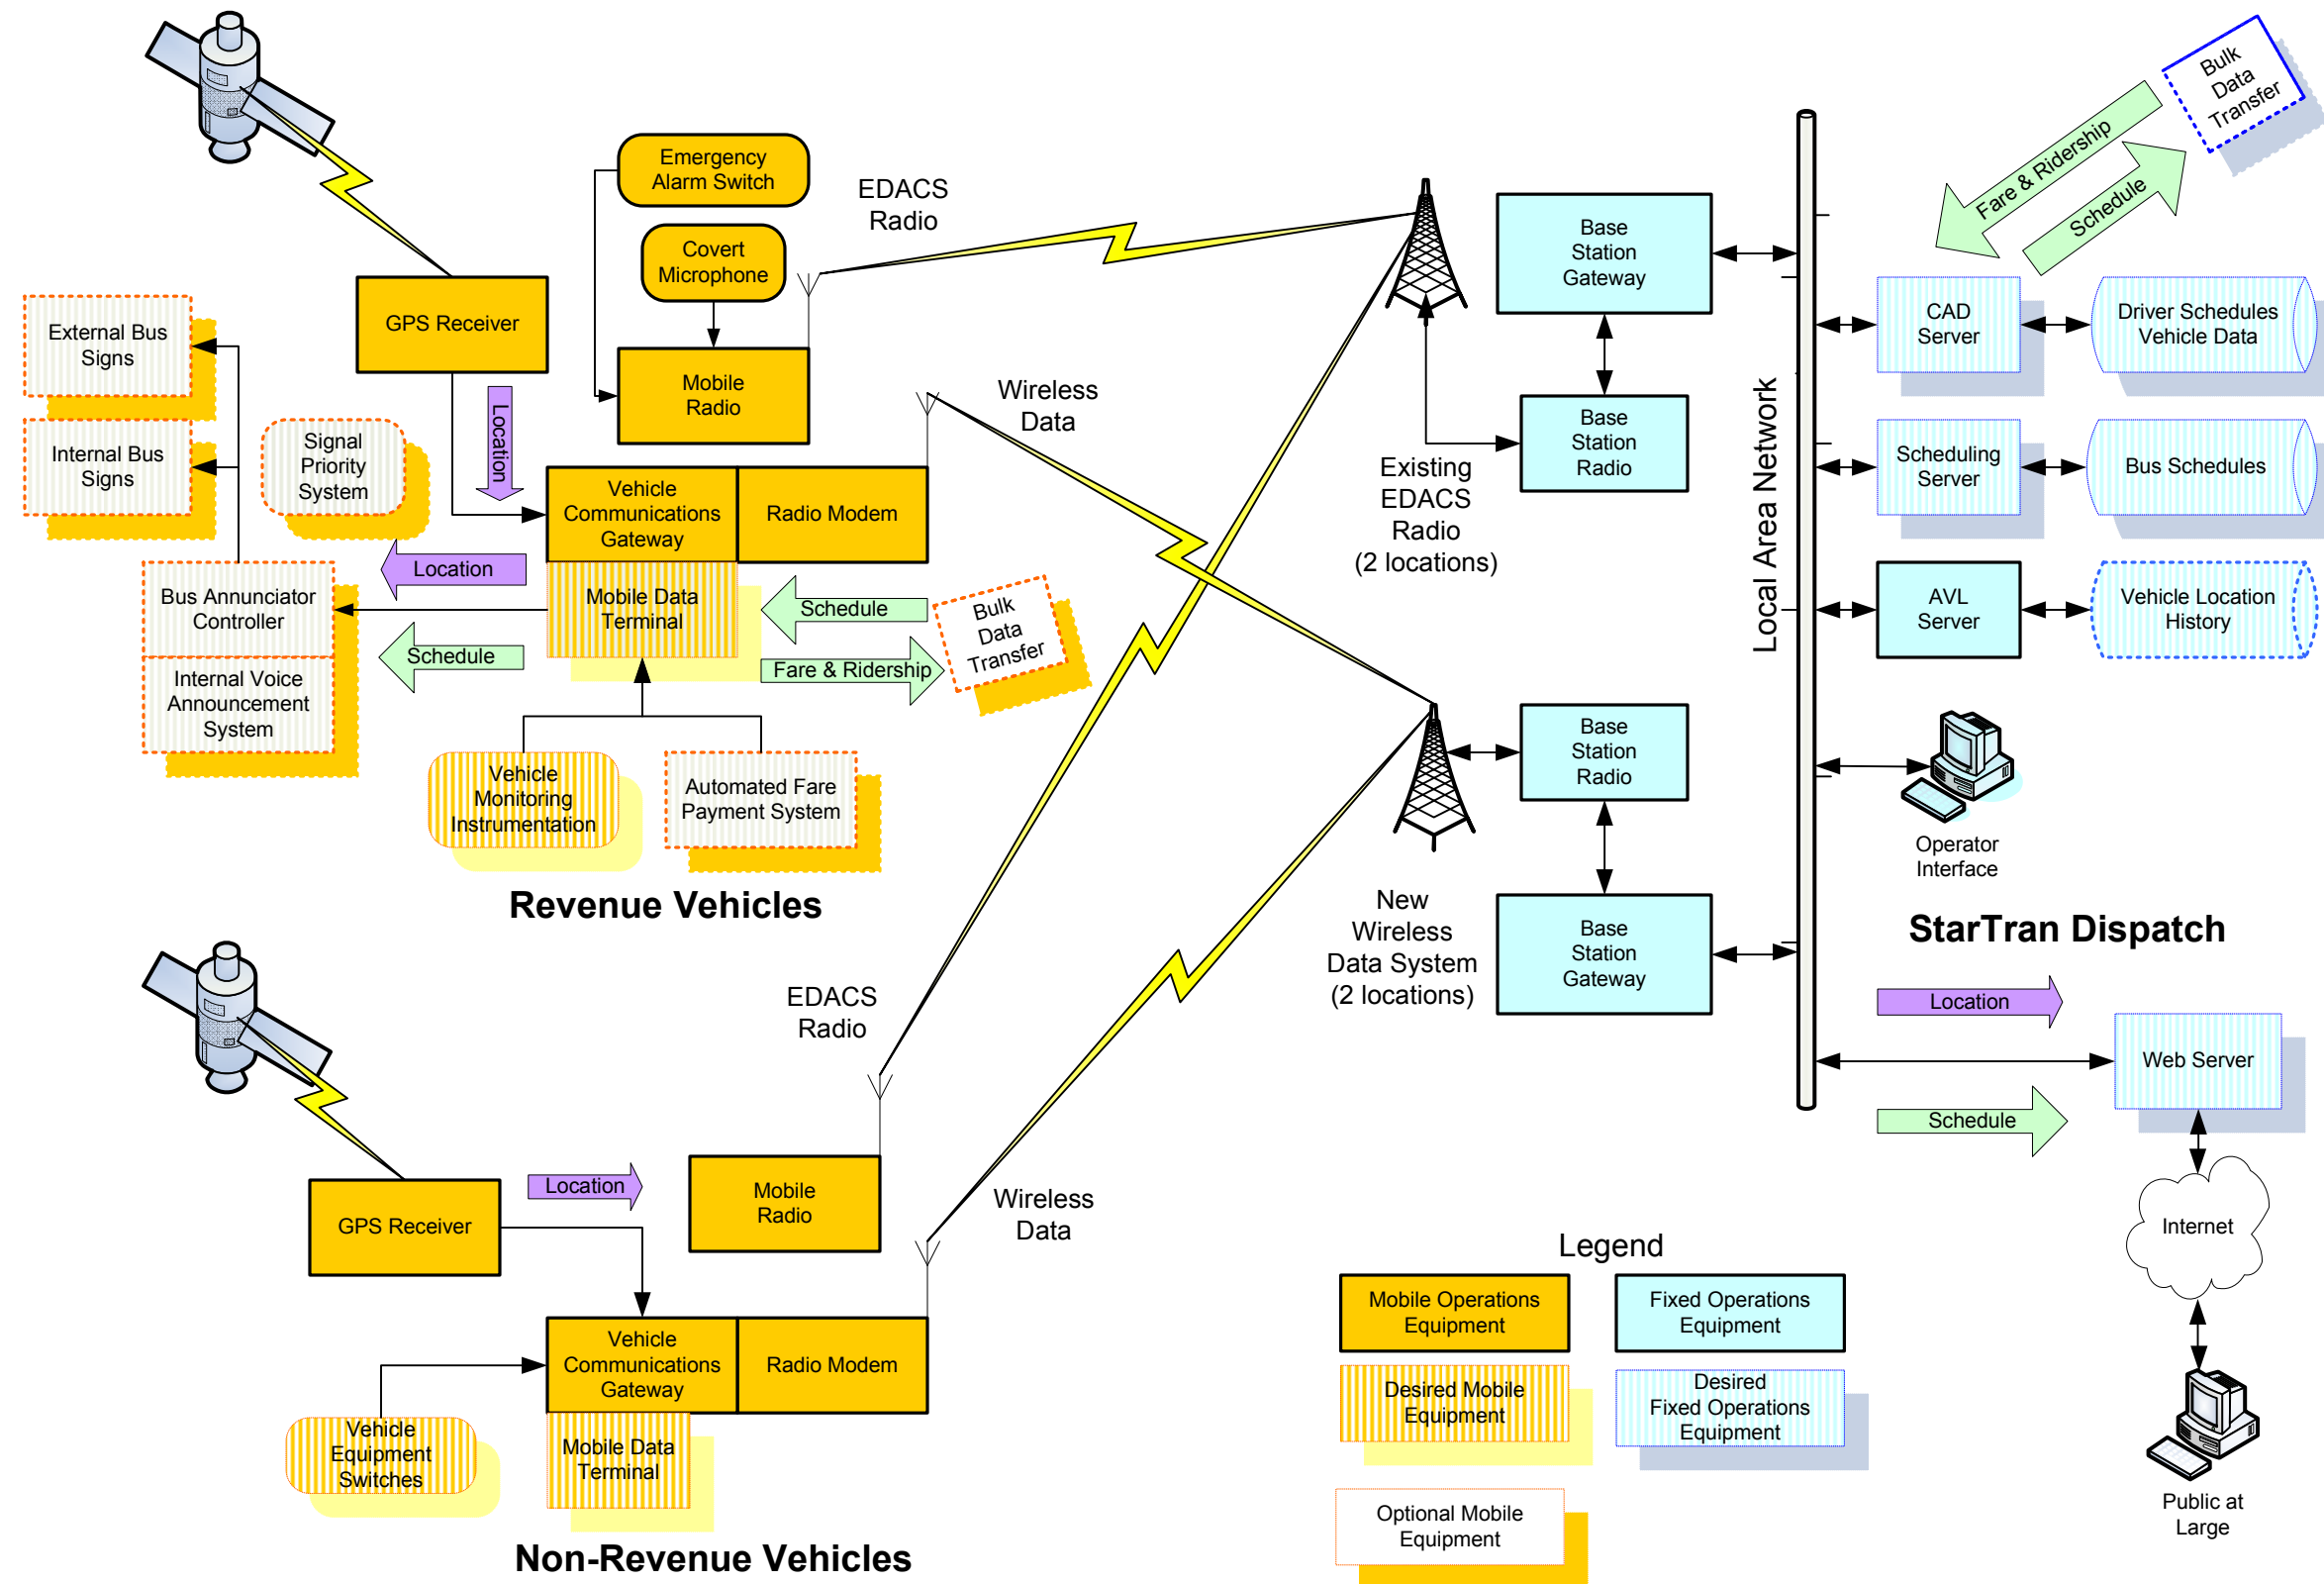 Emergency
Alarm Switch
Covert
Microphone
EDACS
Radio
GPS Receiver
Mobile
Radio
External Bus
Signs
Internal Bus
Signs
Signal
Priority
System
Location
Wireless
Data
Vehicle
Communications
Gateway
Radio Modem
Location
Mobile Data
Terminal
Bus Annunciator
Controller
Schedule
Internal Voice
Announcement
System
Schedule
Fare & Ridership
Bulk
Data
Transfer
Vehicle
Monitoring
Instrumentation
Automated Fare
Payment System
Revenue Vehicles
EDACS
Radio
Location
GPS Receiver
Mobile
Radio
Wireless
Data
Vehicle
Communications
Gateway
Radio Modem
Vehicle
Equipment
Switches
Mobile Data
Terminal
Non-Revenue Vehicles
Base
Station
Gateway
Base
Station
Radio
Existing
EDACS
Radio
(2 locations)
Base
Station
Radio
New
Wireless
Data System
(2 locations)
Base
Station
Gateway
Local Area Network
Bulk
Data
Transfer
Fare & Ridership
Schedule
CAD
Server
Driver Schedules
Vehicle Data
Scheduling
Server
Bus Schedules
AVL
Server
Vehicle Location
History
Operator
Interface
StarTran Dispatch
Location
Web Server
Schedule
Internet
Public at
Large
Legend
Mobile Operations
Equipment
Fixed Operations
Equipment
Desired Mobile
Equipment
Desired
Fixed Operations
Equipment
Optional Mobile
Equipment